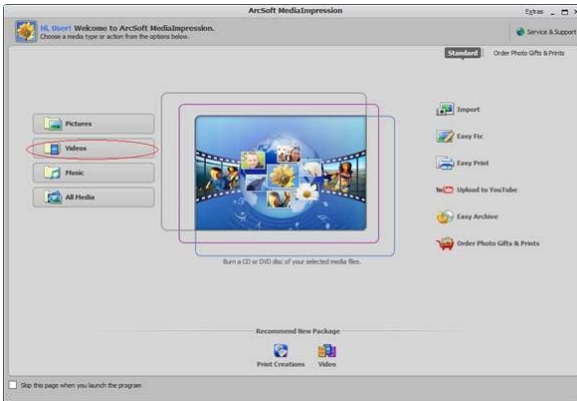 ArcSoft MediaImpression
Extras
Hi, User! Welcome to ArcSoft MediaImpression.
Choose a media type or action from the options below.
Service & Support
Standard
Order Photo Gifts & Prints
Pictures
Videos
Music
All Media
Import
Easy Fix
Easy Print
You Tube Upload to YouTube
Easy Archive
Order Photo Gifts & Prints
Burn a CD or DVD disc of your selected media files.
Recommend New Package
Print Creations
Video
Skip this page when you launch the program